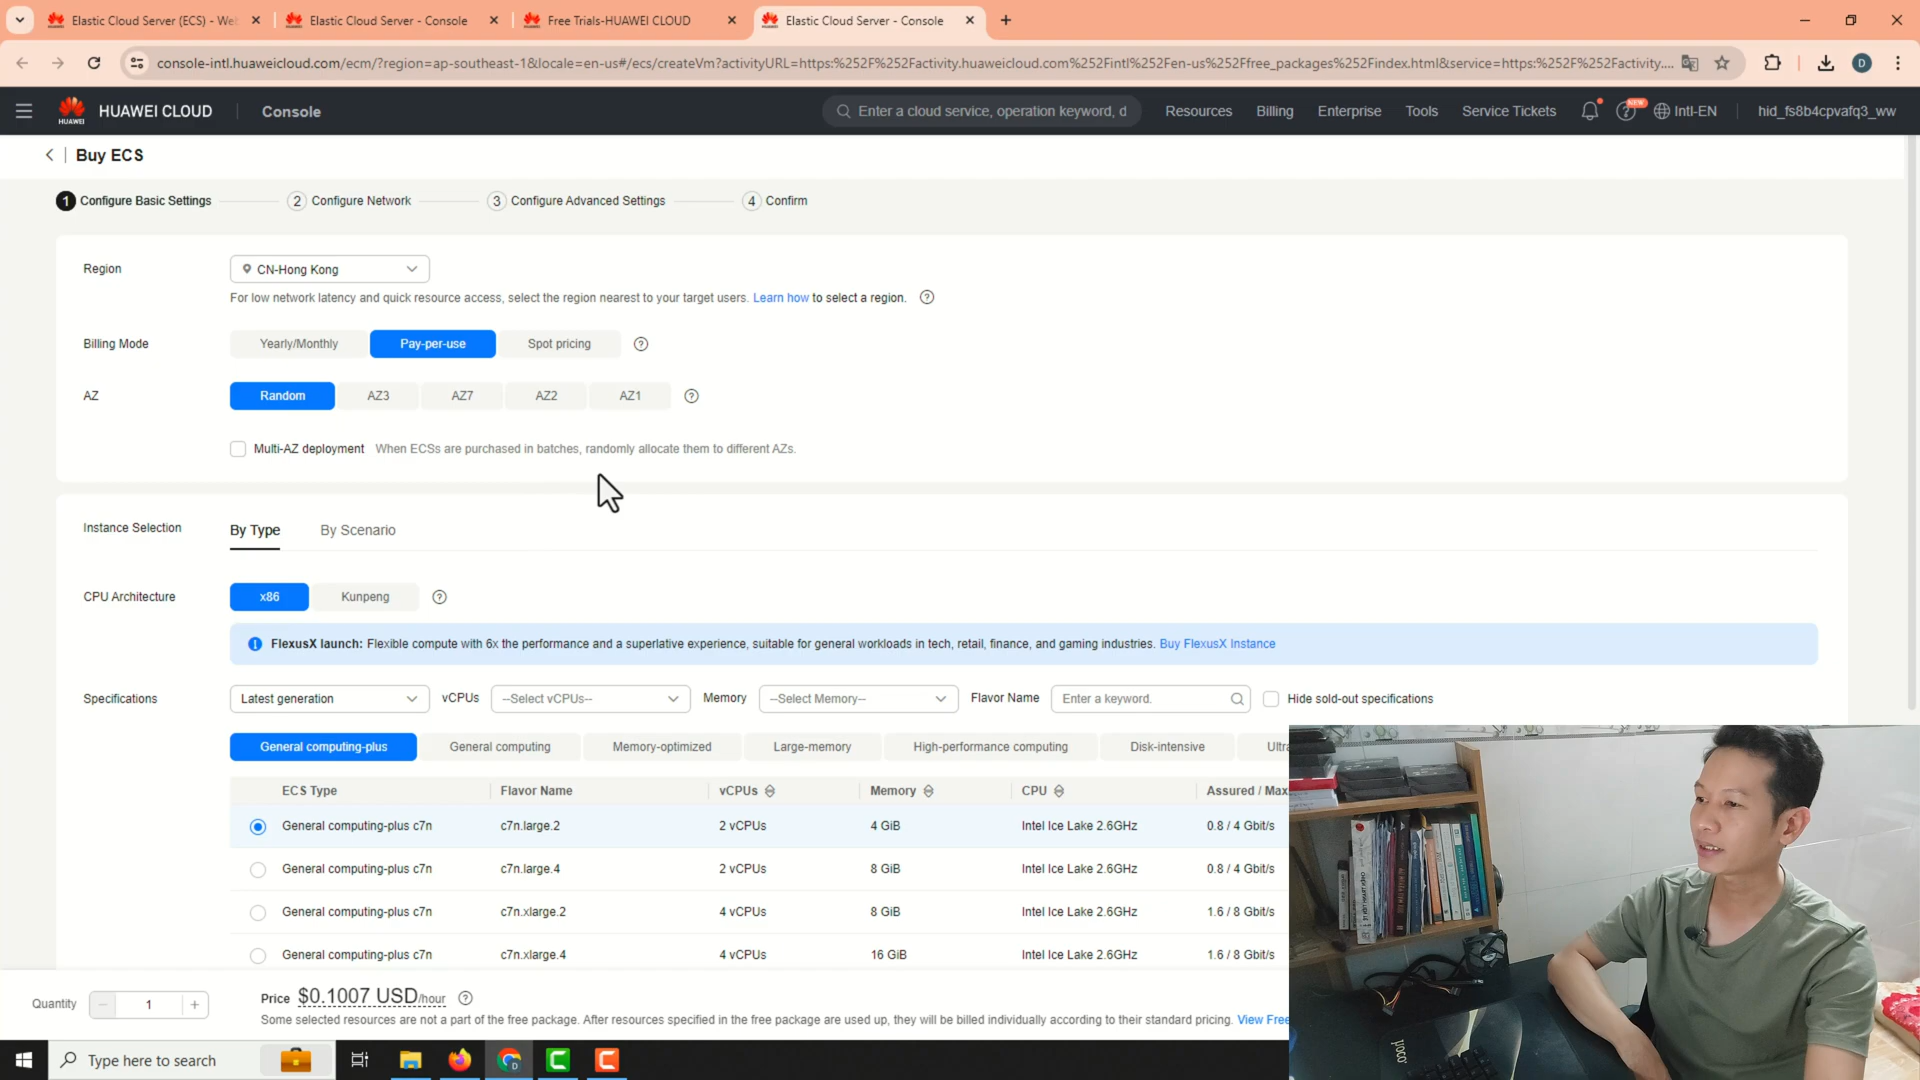 Elastic Cloud Server (ECS) - Web
Elastic Cloud Server - Console
Free Trials-HUAWEI CLOUD
Elastic Cloud Server - Console
console-intl.huaweicloud.com/ecm/?region=ap-southeast-1&locale=en-us#/ecs/createVm?activityURL=https:%252F%252Factivity.huaweicloud.com%252Fintl%252Fen-us%252Ffree_packages%252Findex.html&service=https:%252F%252Factivity....
D
HUAWEI
HUAWEI CLOUD
Console
Enter a cloud service, operation keyword, d
Resources
Billing
Enterprise
Tools
Service Tickets
NEW
Intl-EN
hid_fs8b4cpvafq3_ww
Buy ECS
1 Configure Basic Settings
2 Configure Network
3 Configure Advanced Settings
4 Confirm
Region
CN-Hong Kong
For low network latency and quick resource access, select the region nearest to your target users. Learn how to select a region.
Billing Mode
Yearly/Monthly
Pay-per-use
Spot pricing
AZ
Random
AZ3
AZ7
AZ2
AZ1
Multi-AZ deployment When ECSs are purchased in batches, randomly allocate them to different AZs.
Instance Selection
By Type
By Scenario
CPU Architecture
x86
Kunpeng
FlexusX launch: Flexible compute with 6x the performance and a superlative experience, suitable for general workloads in tech, retail, finance, and gaming industries. Buy FlexusX Instance
Specifications
Latest generation
vCPUs
--Select vCPUs--
Memory
--Select Memory--
Flavor Name
Enter a keyword.
Hide sold-out specifications
General computing-plus
General computing
Memory-optimized
Large-memory
High-performance computing
Disk-intensive
Ultra
ECS Type Flavor Name vCPUs Memory CPU Assured / Max
General computing-plus c7n c7n.large.2 2 vCPUs 4 GiB Intel Ice Lake 2.6GHz 0.8 / 4 Gbit/s
General computing-plus c7n c7n.large.4 2 vCPUs 8 GiB Intel Ice Lake 2.6GHz 0.8 / 4 Gbit/s
General computing-plus c7n c7n.xlarge.2 4 vCPUs 8 GiB Intel Ice Lake 2.6GHz 1.6 / 8 Gbit/s
General computing-plus c7n c7n.xlarge.4 4 vCPUs 16 GiB Intel Ice Lake 2.6GHz 1.6 / 8 Gbit/s
Quantity
1
Price $0.1007 USD/hour
Some selected resources are not a part of the free package. After resources specified in the free package are used up, they will be billed individually according to their standard pricing. View Free
Type here to search